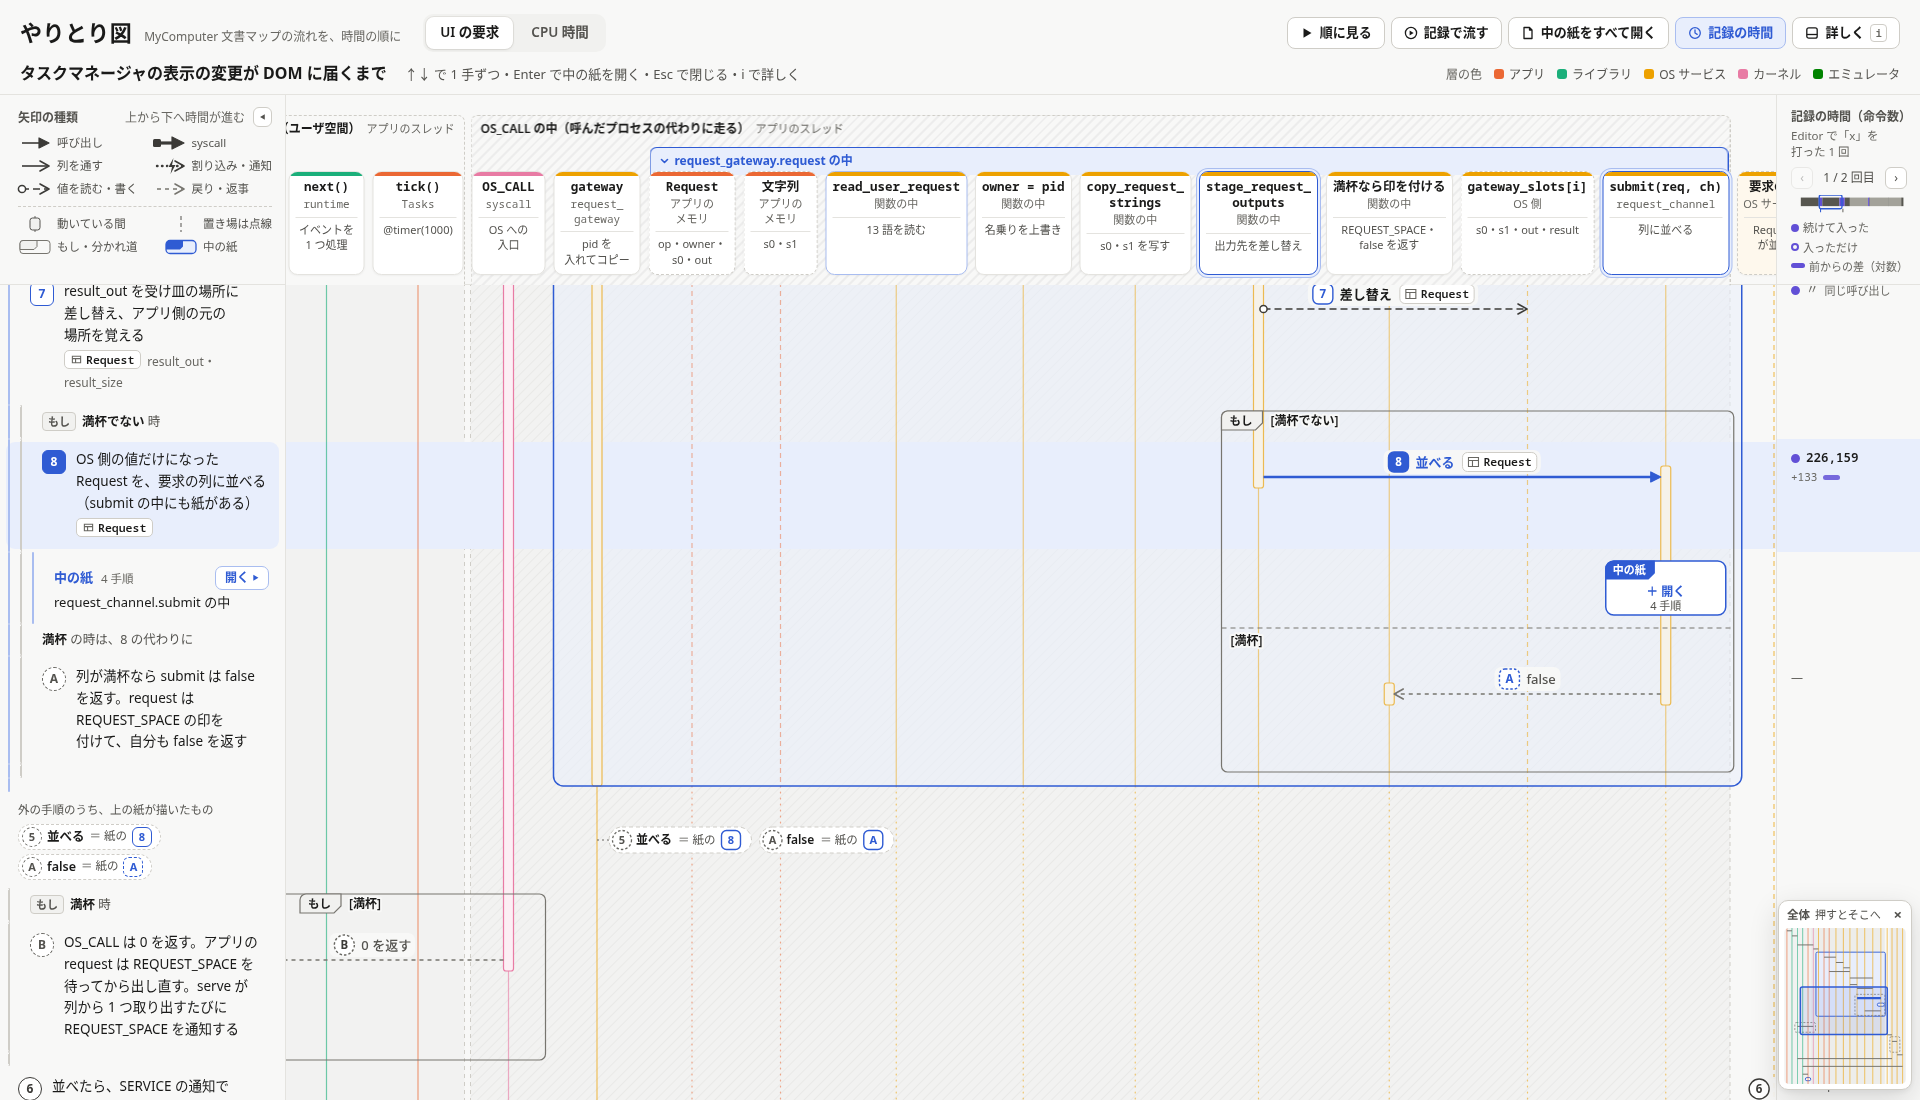 やりとり図 MyComputer 文書マップの流れを、時間の順に
UI の要求 CPU 時間
順に見る
記録で流す
中の紙をすべて開く
記録の時間
詳しく i
タスクマネージャの表示の変更が DOM に届くまで ↑↓ で 1 手ずつ・Enter で中の紙を開く・Esc で閉じる・i で詳しく
層の色 アプリ ライブラリ OS サービス カーネル エミュレータ
矢印の種類 上から下へ時間が進む
呼び出し syscall
列を通す 割り込み・通知
値を読む・書く 戻り・返事
動いている間 置き場は点線
もし・分かれ道 中の紙
(ユーザ空間) アプリのスレッド
OS_CALL の中（呼んだプロセスの代わりに走る） アプリのスレッド
request_gateway.request の中
next()
runtime
イベントを
1 つ処理
tick()
Tasks
@timer(1000)
OS_CALL
syscall
OS への
入口
gateway
request_
gateway
pid を
入れてコピー
Request
アプリの
メモリ
op・owner・
s0・out
文字列
アプリの
メモリ
s0・s1
read_user_request
関数の中
13 語を読む
owner = pid
関数の中
名乗りを上書き
copy_request_
strings
関数の中
s0・s1 を写す
stage_request_
outputs
関数の中
出力先を差し替え
満杯なら印を付ける
関数の中
REQUEST_SPACE・
false を返す
gateway_slots[i]
OS 側
s0・s1・out・result
submit(req, ch)
request_channel
列に並べる
要求
OS サー
Requ
が並
記録の時間（命令数）
Editor で「x」を
打った 1 回
‹ 1 / 2 回目 ›
続けて入った
入っただけ
前からの差（対数）
〃 同じ呼び出し
7 result_out を受け皿の場所に
差し替え、アプリ側の元の
場所を覚える
Request result_out・
result_size
もし 満杯でない 時
8 OS 側の値だけになった
Request を、要求の列に並べる
（submit の中にも紙がある）
Request
中の紙 4 手順 開く
request_channel.submit の中
満杯 の時は、8 の代わりに
A 列が満杯なら submit は false
を返す。request は
REQUEST_SPACE の印を
付けて、自分も false を返す
外の手順のうち、上の紙が描いたもの
5 並べる ＝ 紙の 8
A false ＝ 紙の A
もし 満杯 時
B OS_CALL は 0 を返す。アプリの
request は REQUEST_SPACE を
待ってから出し直す。serve が
列から 1 つ取り出すたびに
REQUEST_SPACE を通知する
6 並べたら、SERVICE の通知で
7 差し替え Request
もし [満杯でない]
8 並べる Request
中の紙
＋ 開く
4 手順
[満杯]
A false
5 並べる ＝ 紙の 8 A false ＝ 紙の A
もし [満杯]
B 0 を返す
6
226,159
+133
—
全体 押すとそこへ ×